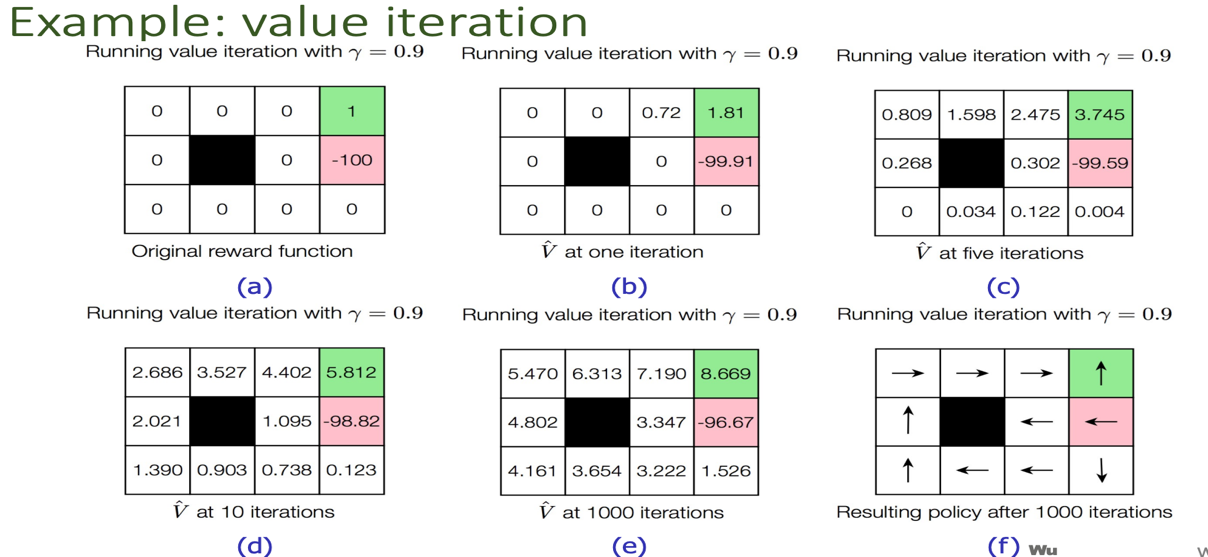 Example: value iteration
Running value iteration with γ = 0.9
0 0 0 1
0 0 -100
0 0 0 0
Original reward function
(a)
Running value iteration with γ = 0.9
0 0 0.72 1.81
0 0 -99.91
0 0 0 0
V̂ at one iteration
(b)
Running value iteration with γ = 0.9
0.809 1.598 2.475 3.745
0.268 0.302 -99.59
0 0.034 0.122 0.004
V̂ at five iterations
(c)
Running value iteration with γ = 0.9
2.686 3.527 4.402 5.812
2.021 1.095 -98.82
1.390 0.903 0.738 0.123
V̂ at 10 iterations
(d)
Running value iteration with γ = 0.9
5.470 6.313 7.190 8.669
4.802 3.347 -96.67
4.161 3.654 3.222 1.526
V̂ at 1000 iterations
(e)
Running value iteration with γ = 0.9
→ → → ↑
↑ ← ←
↑ ← ← ↓
Resulting policy after 1000 iterations
(f) Wu